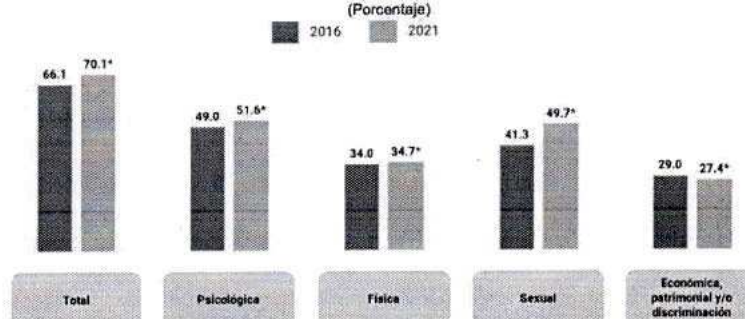 (Porcentaje)
2016 2021
66.1 70.1*
49.0 51.6*
34.0 34.7*
41.3 49.7*
29.0 27.4*
Total
Psicológica
Física
Sexual
Económica,
patrimonial y/o
discriminación